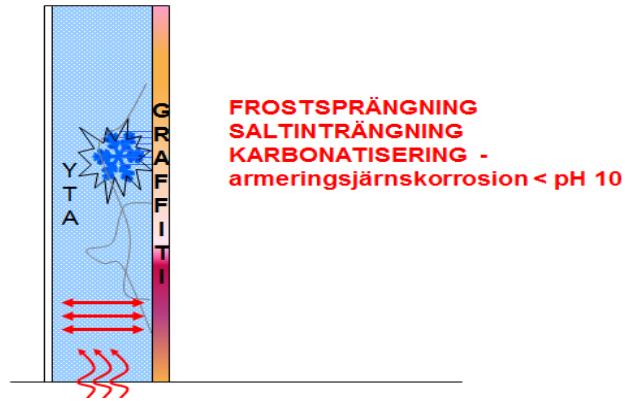 YTA
GRAFFITI
FROSTSPRÄNGNING
SALTINTRÄNGNING
KARBONATISERING -
armeringsjärnskorrosion < pH 10